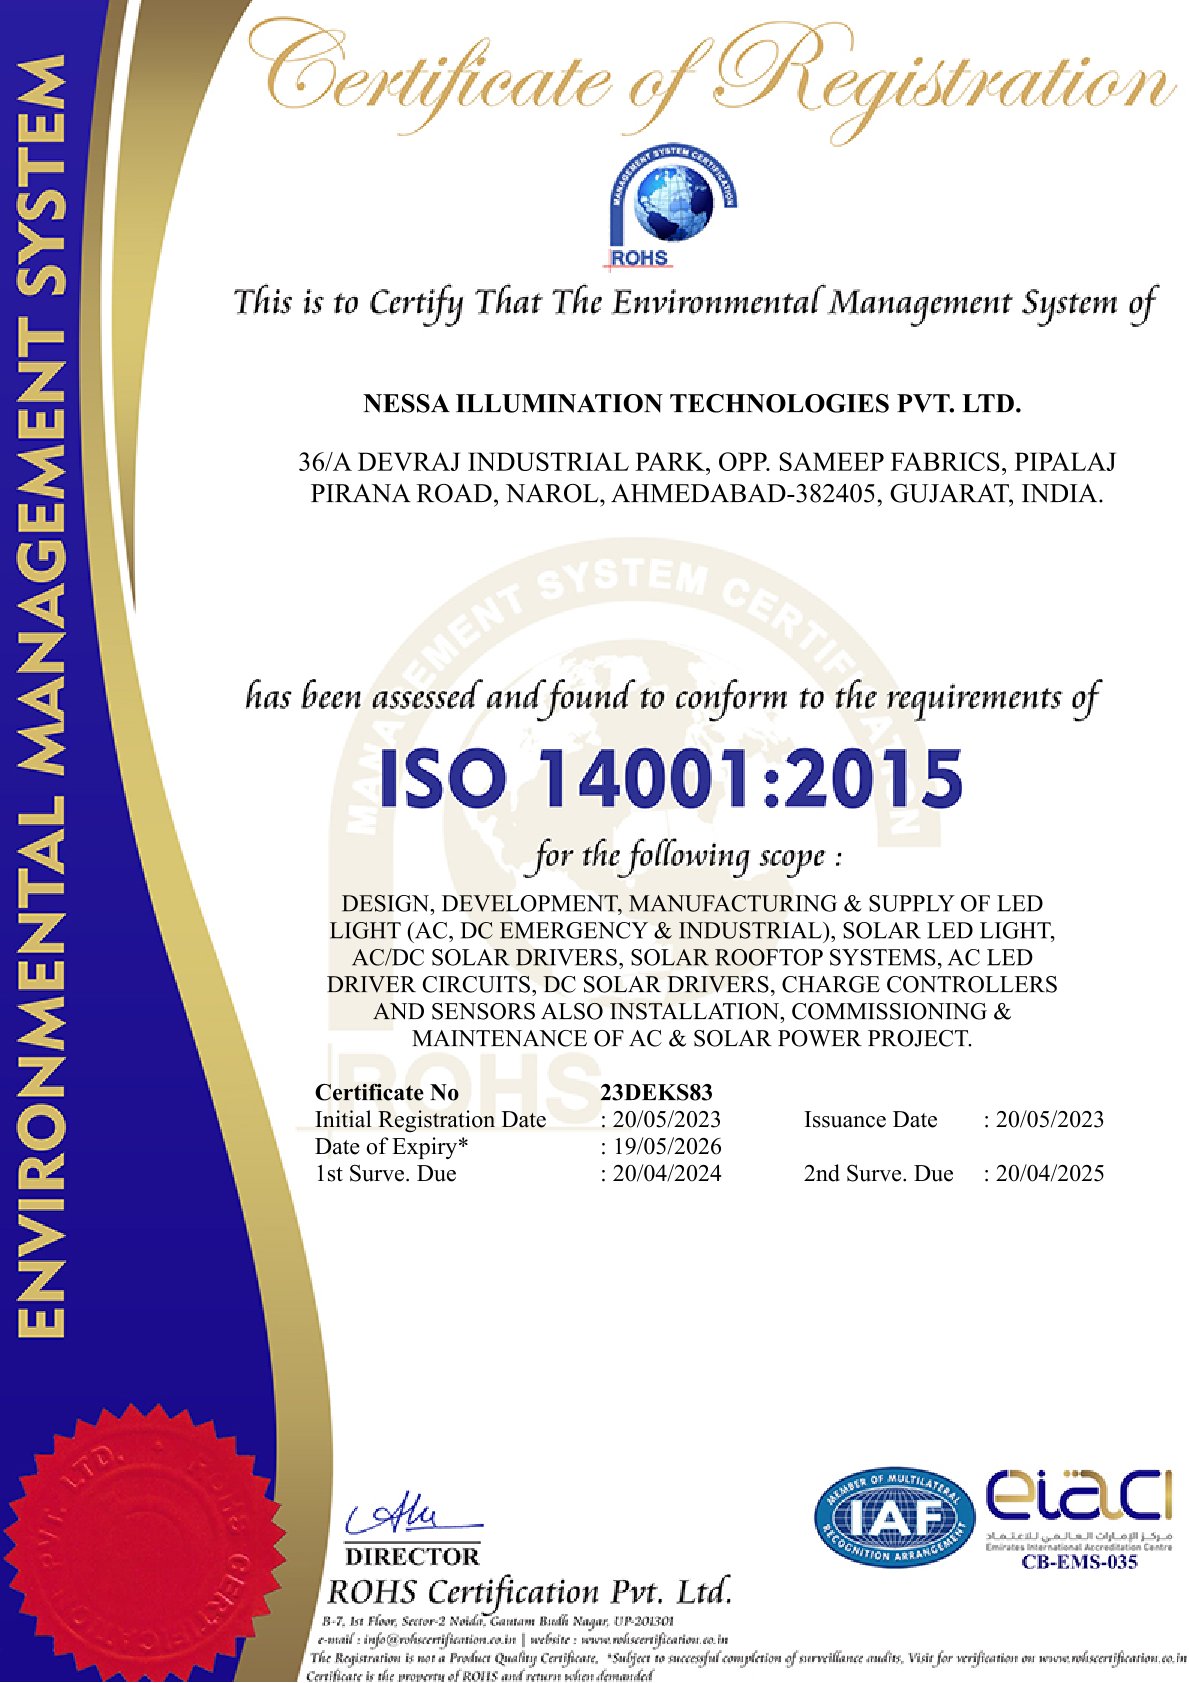 Certificate of Registration
MANAGEMENT SYSTEM CERTIFICATION
ROHS
This is to Certify That The Environmental Management System of
NESSA ILLUMINATION TECHNOLOGIES PVT. LTD.
36/A DEVRAJ INDUSTRIAL PARK, OPP. SAMEEP FABRICS, PIPALAJ
PIRANA ROAD, NAROL, AHMEDABAD-382405, GUJARAT, INDIA.
MANAGEMENT SYSTEM CERTIFICATION
has been assessed and found to conform to the requirements of
ISO 14001:2015
for the following scope :
DESIGN, DEVELOPMENT, MANUFACTURING & SUPPLY OF LED
LIGHT (AC, DC EMERGENCY & INDUSTRIAL), SOLAR LED LIGHT,
AC/DC SOLAR DRIVERS, SOLAR ROOFTOP SYSTEMS, AC LED
DRIVER CIRCUITS, DC SOLAR DRIVERS, CHARGE CONTROLLERS
AND SENSORS ALSO INSTALLATION, COMMISSIONING &
MAINTENANCE OF AC & SOLAR POWER PROJECT.
ROHS
Certificate No 23DEKS83
Initial Registration Date : 20/05/2023 Issuance Date : 20/05/2023
Date of Expiry* : 19/05/2026
1st Surve. Due : 20/04/2024 2nd Surve. Due : 20/04/2025
ENVIRONMENTAL MANAGEMENT SYSTEM
PVT. LTD. ROHS
DIRECTOR
ROHS Certification Pvt. Ltd.
B-7, 1st Floor, Sector-2 Noida, Gautam Budh Nagar, UP-201301
e-mail : info@rohscertification.co.in | website : www.rohscertification.co.in
The Registration is not a Product Quality Certificate, *Subject to successful completion of surveillance audits, Visit for verification on www.rohscertification.co.in
Certificate is the property of ROHS and return when demanded
MEMBER OF MULTILATERAL
IAF
RECOGNITION ARRANGEMENT
eiaci
مركز الإمارات العالمي للاعتماد
Emirates International Accreditation Centre
CB-EMS-035